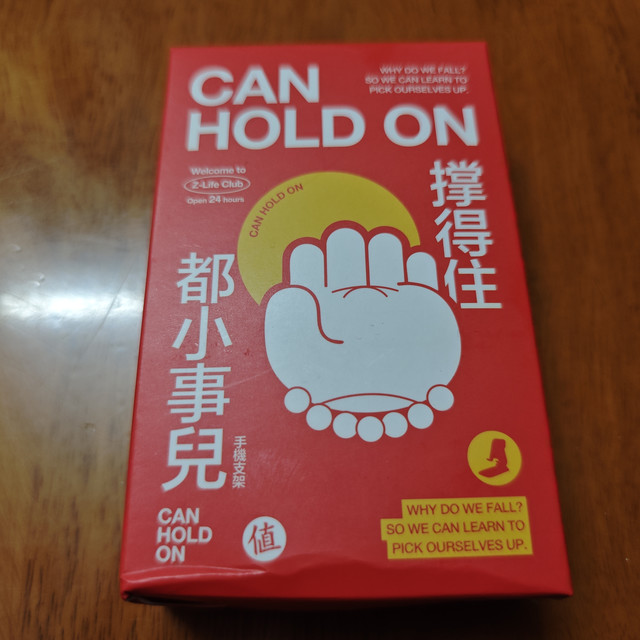 CAN
HOLD ON
WHY DO WE FALL?
SO WE CAN LEARN TO
PICK OURSELVES UP.
Welcome to
Z-Life Club
Open 24 hours
CAN HOLD ON
撐得住
都小事兒
手機支架
CAN
HOLD
ON
値
WHY DO WE FALL?
SO WE CAN LEARN TO
PICK OURSELVES UP.